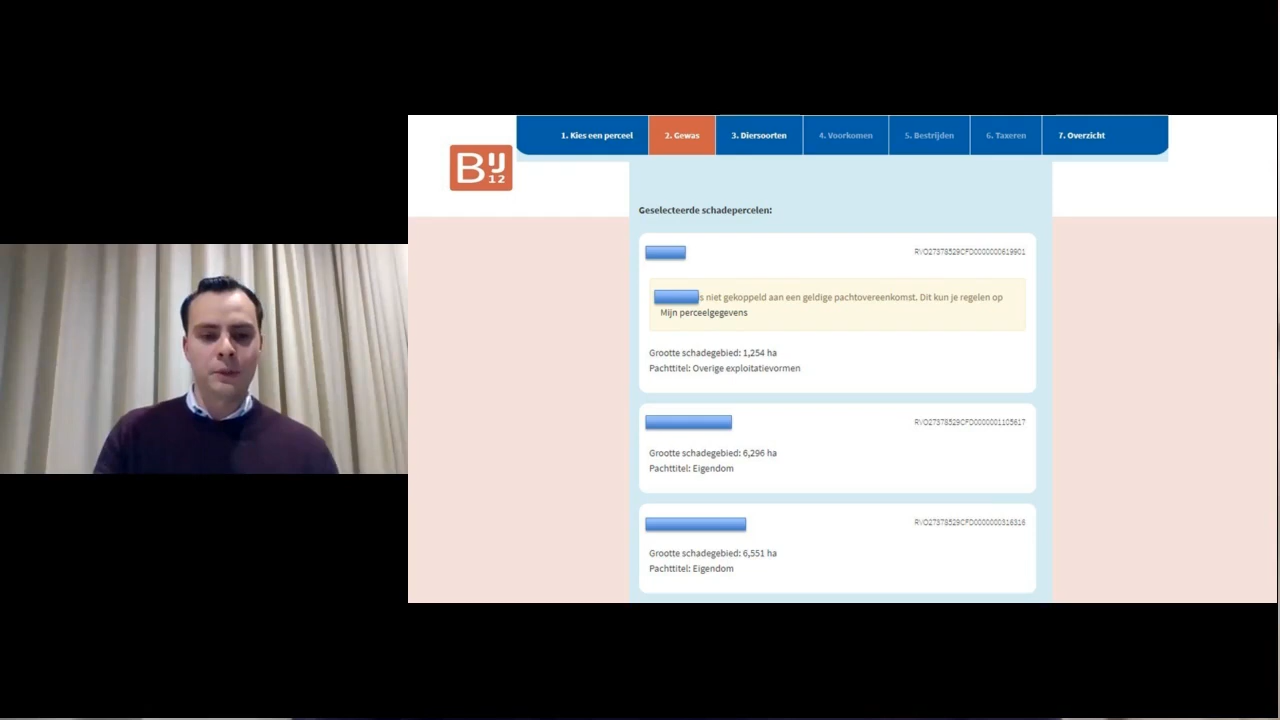 1. Kies een perceel
2. Gewas
3. Diersoorten
4. Voorkomen
5. Bestrijden
6. Taxeren
7. Overzicht
BIJ
12
Geselecteerde schadepercelen:
RVO27378529CFD0000000619901
s niet gekoppeld aan een geldige pachtovereenkomst. Dit kun je regelen op
Mijn perceelgegevens
Grootte schadegebied: 1,254 ha
Pachttitel: Overige exploitatievormen
RVO27378529CFD0000001105617
Grootte schadegebied: 6,296 ha
Pachttitel: Eigendom
RVO27378529CFD0000000316316
Grootte schadegebied: 6,551 ha
Pachttitel: Eigendom